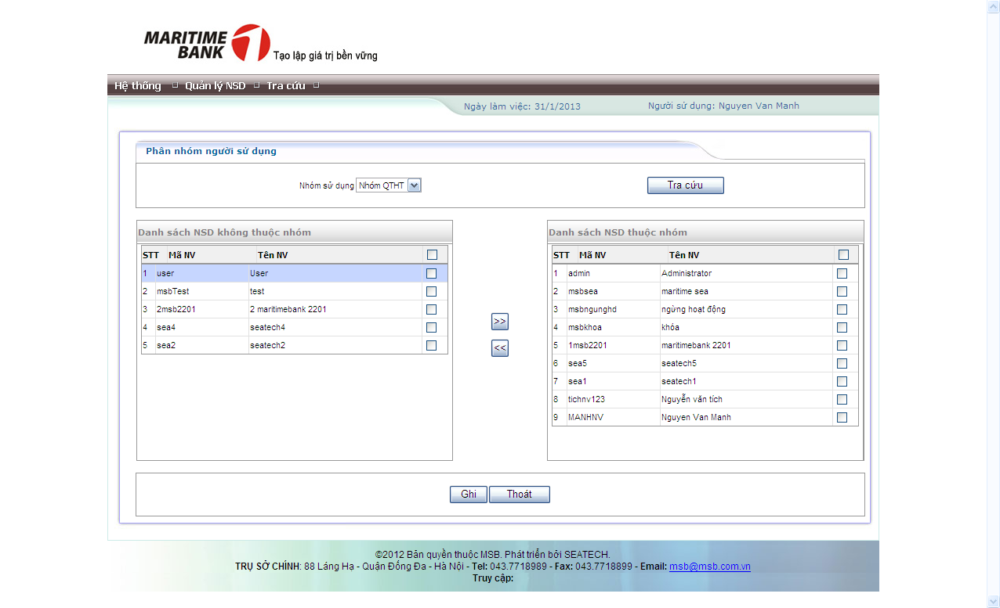 MARITIME BANK Tạo lập giá trị bền vững
Hệ thống Quản lý NSD Tra cứu
Ngày làm việc: 31/1/2013 Người sử dụng: Nguyen Van Manh
Phân nhóm người sử dụng
Nhóm sử dụng Nhóm QTHT Tra cứu
Danh sách NSD không thuộc nhóm
STT Mã NV Tên NV
1 user User
2 msbTest test
3 2msb2201 2 maritimebank 2201
4 sea4 seatech4
5 sea2 seatech2
>>
<<
Danh sách NSD thuộc nhóm
STT Mã NV Tên NV
1 admin Administrator
2 msbsea maritime sea
3 msbngunghd ngừng hoạt động
4 msbkhoa khóa
5 1msb2201 maritimebank 2201
6 sea5 seatech5
7 sea1 seatech1
8 tichnv123 Nguyễn văn tích
9 MANHNV Nguyen Van Manh
Ghi Thoát
©2012 Bản quyền thuộc MSB. Phát triển bởi SEATECH.
TRỤ SỞ CHÍNH: 88 Láng Hạ - Quận Đống Đa - Hà Nội - Tel: 043.7718989 - Fax: 043.7718899 - Email: msb@msb.com.vn
Truy cập: